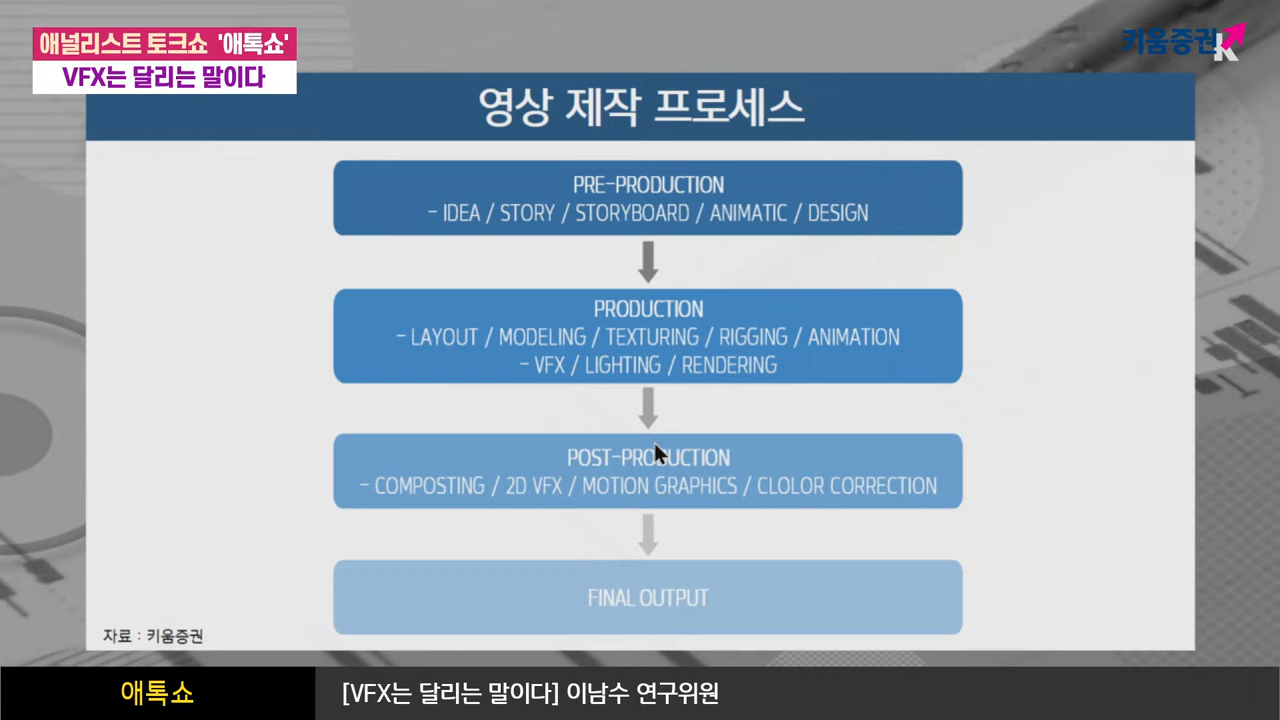 애널리스트 토크쇼 '애톡쇼'
VFX는 달리는 말이다
키움증권
영상 제작 프로세스
PRE-PRODUCTION
- IDEA / STORY / STORYBOARD / ANIMATIC / DESIGN
PRODUCTION
- LAYOUT / MODELING / TEXTURING / RIGGING / ANIMATION
- VFX / LIGHTING / RENDERING
POST-PRODUCTION
- COMPOSTING / 2D VFX / MOTION GRAPHICS / CLOLOR CORRECTION
FINAL OUTPUT
자료 : 키움증권
애톡쇼
[VFX는 달리는 말이다] 이남수 연구위원